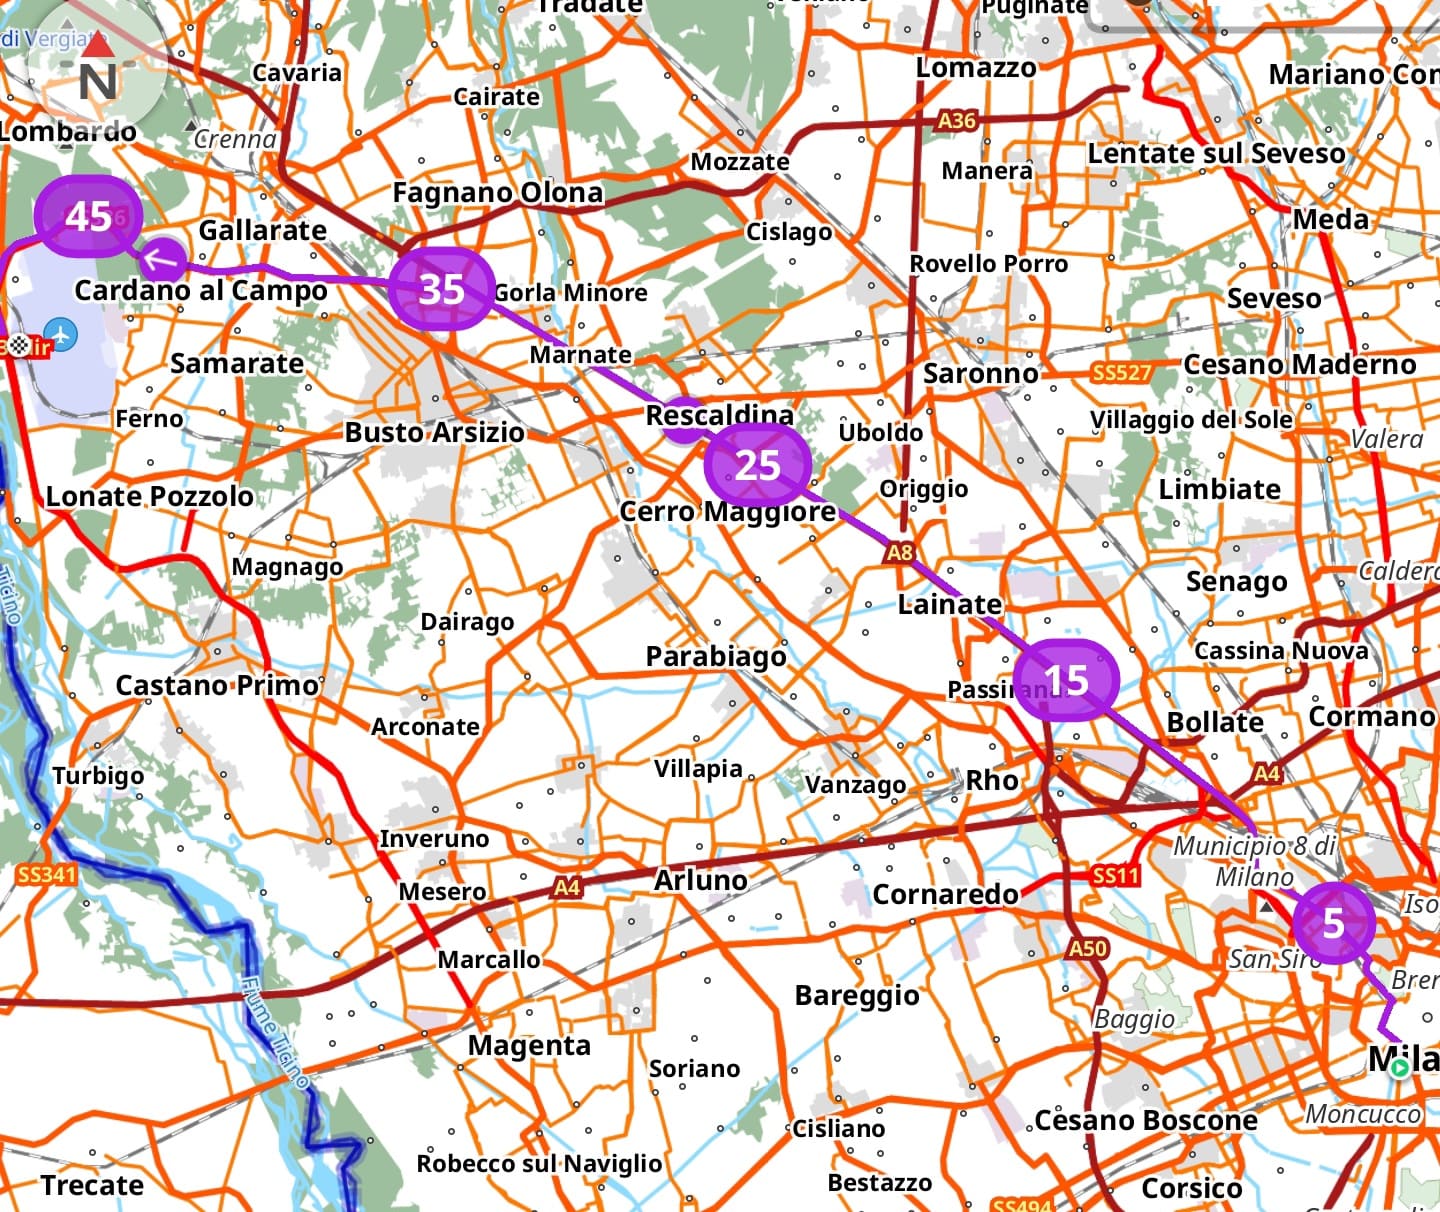 Tradate
Puginate
di Vergiate
N
Cavaria
Lomazzo
Mariano Con
Cairate
Lombardo
Crenna
A36
Mozzate
Lentate sul Seveso
Manera
Fagnano Olona
45
Gallarate
Cislago
Meda
Rovello Porro
Cardano al Campo
35
Gorla Minore
Seveso
Marnate
Samarate
Saronno
SS527
Cesano Maderno
Ferno
Rescaldina
Busto Arsizio
Uboldo
Villaggio del Sole
Valera
25
Lonate Pozzolo
Origgio
Limbiate
Cerro Maggiore
A8
Magnago
Ticino
Senago
Lainate
Dairago
Parabiago
Cassina Nuova
Castano Primo
15
Arconate
Bollate
Cormano
Turbigo
Villapia
Vanzago
Rho
A4
Inveruno
Municipio 8 di
Milano
SS341
Mesero
A4
Arluno
Cornaredo
SS11
5
Marcallo
A50
San Siro
Fiume Ticino
Bareggio
Baggio
Magenta
Soriano
Cisliano
Cesano Boscone
Moncucco
Robecco sul Naviglio
Trecate
Bestazzo
Corsico
SS494